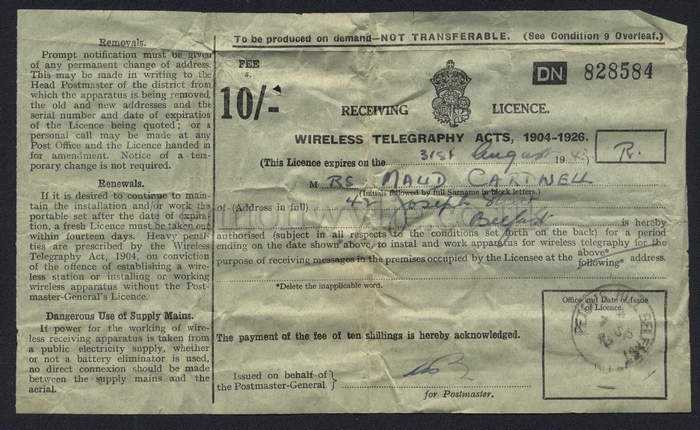 Removals.
Prompt notification must be given
of any permanent change of address.
This may be made in writing to the
Head Postmaster of the district from
which the apparatus is being removed,
the old and new addresses and the
serial number and date of expiration
of the Licence being quoted; or a
personal call may be made at any
Post Office and the Licence handed in
for amendment. Notice of a tem-
porary change is not required.
Renewals.
If it is desired to continue to main-
tain the installation and/or work the
portable set after the date of expira-
tion, a fresh Licence must be taken out
within fourteen days. Heavy penal-
ties are prescribed by the Wireless
Telegraphy Act, 1904, on conviction
of the offence of establishing a wire-
less station or installing or working
wireless apparatus without the Post-
master-General's Licence.
Dangerous Use of Supply Mains.
If power for the working of wire-
less receiving apparatus is taken from
a public electricity supply, whether
or not a battery eliminator is used,
no direct connexion should be made
between the supply mains and the
aerial.
To be produced on demand—NOT TRANSFERABLE. (See Condition 9 Overleaf.)
FEE
s.
10/-
DN 828584
RECEIVING LICENCE.
WIRELESS TELEGRAPHY ACTS, 1904-1926.
(This Licence expires on the 31st August 19
R.
M RS MAUD CARTWELL
(Initials followed by full Surname in block letters.)
of (Address in full) 42 Joseph Street
Belfast is hereby
authorised (subject in all respects to the conditions set forth on the back) for a period
ending on the date shown above, to instal and work apparatus for wireless telegraphy for the
purpose of receiving messages in the premises occupied by the Licensee at the above* following* address.
*Delete the inapplicable word.
The payment of the fee of ten shillings is hereby acknowledged.
Issued on behalf of
the Postmaster-General.
for Postmaster.
Office and Date of Issue
of Licence.
BELFAST